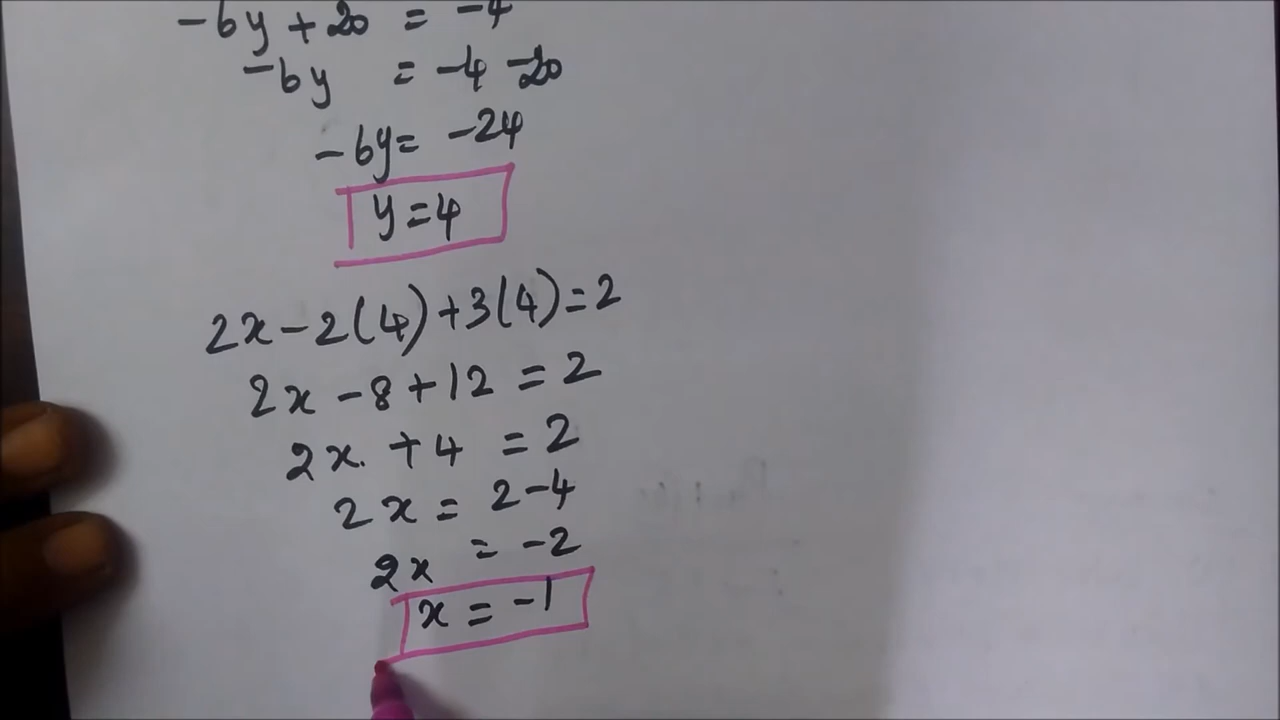 -6y + 20 = -4
-6y = -4 -20
-6y = -24
y = 4
2x - 2(4) + 3(4) = 2
2x - 8 + 12 = 2
2x + 4 = 2
2x = 2 - 4
2x = -2
x = -1